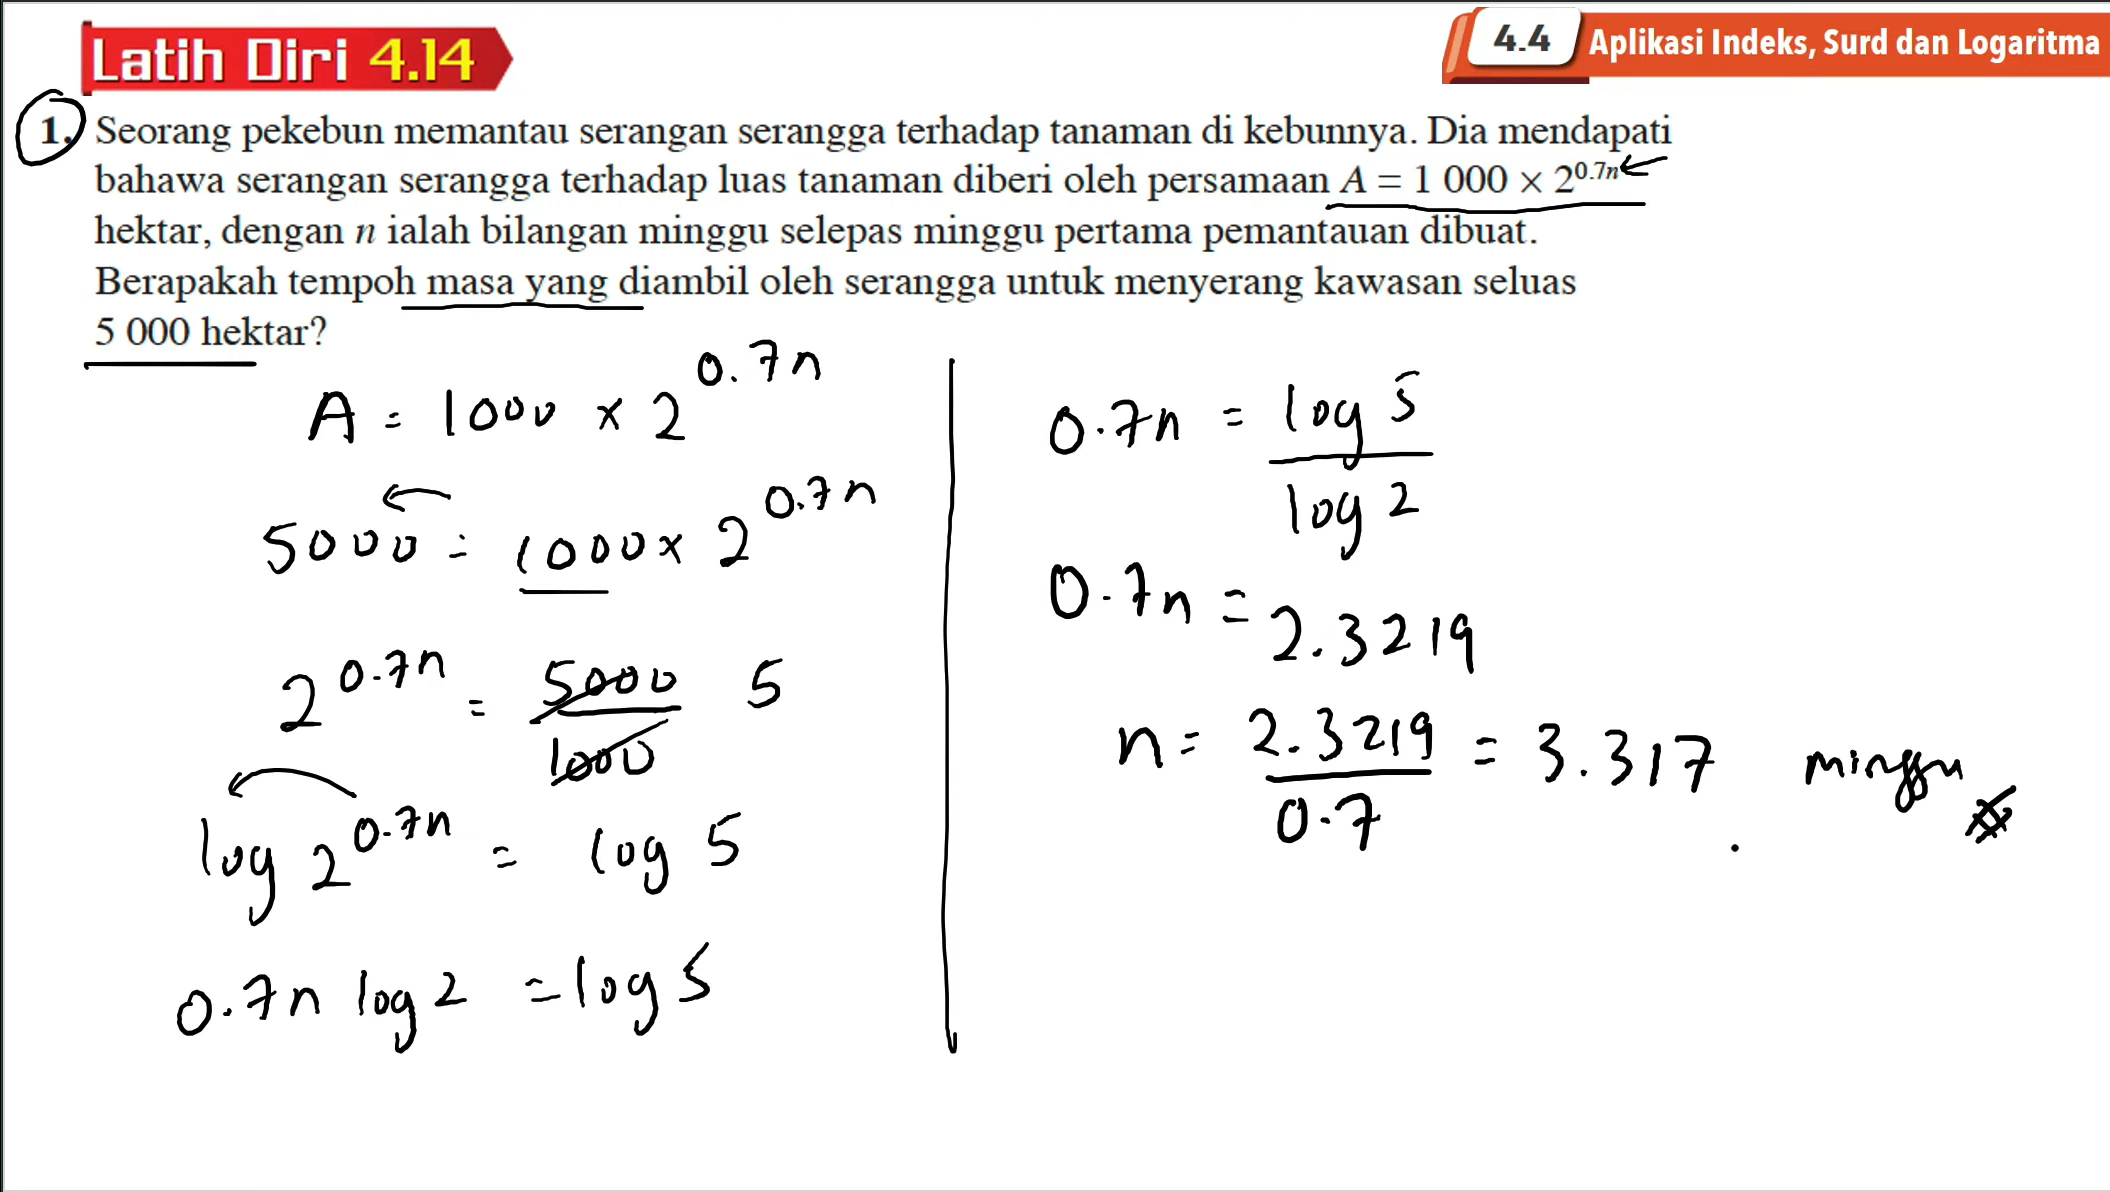 Latih Diri 4.14
4.4 Aplikasi Indeks, Surd dan Logaritma
1. Seorang pekebun memantau serangan serangga terhadap tanaman di kebunnya. Dia mendapati
bahawa serangan serangga terhadap luas tanaman diberi oleh persamaan A = 1 000 × 2^0.7n
hektar, dengan n ialah bilangan minggu selepas minggu pertama pemantauan dibuat.
Berapakah tempoh masa yang diambil oleh serangga untuk menyerang kawasan seluas
5 000 hektar?
A = 1000 × 2^0.7n
5000 = 1000 × 2^0.7n
2^0.7n = 5000/1000 5
log 2^0.7n = log 5
0.7n log 2 = log 5
0.7n = log 5/log 2
0.7n = 2.3219
n = 2.3219/0.7 = 3.317 minggu